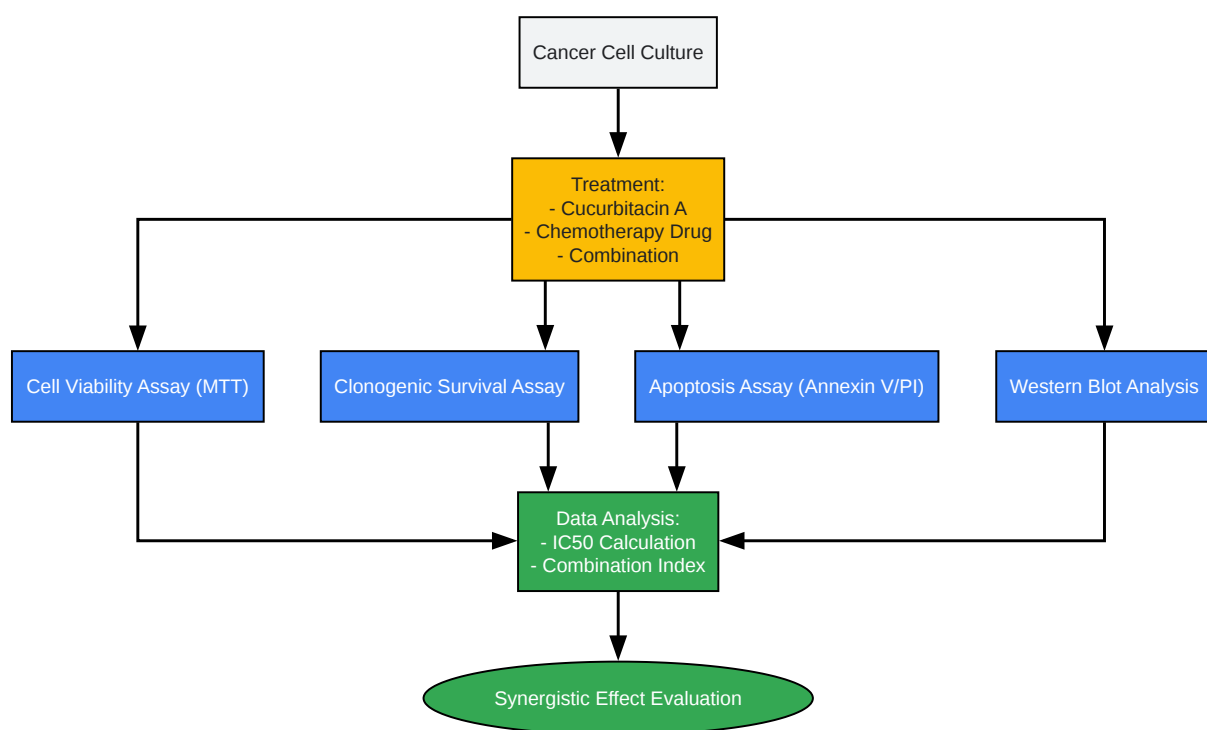 Cancer Cell Culture
Treatment:
- Cucurbitacin A
- Chemotherapy Drug
- Combination
Cell Viability Assay (MTT)
Clonogenic Survival Assay
Apoptosis Assay (Annexin V/PI)
Western Blot Analysis
Data Analysis:
- IC50 Calculation
- Combination Index
Synergistic Effect Evaluation